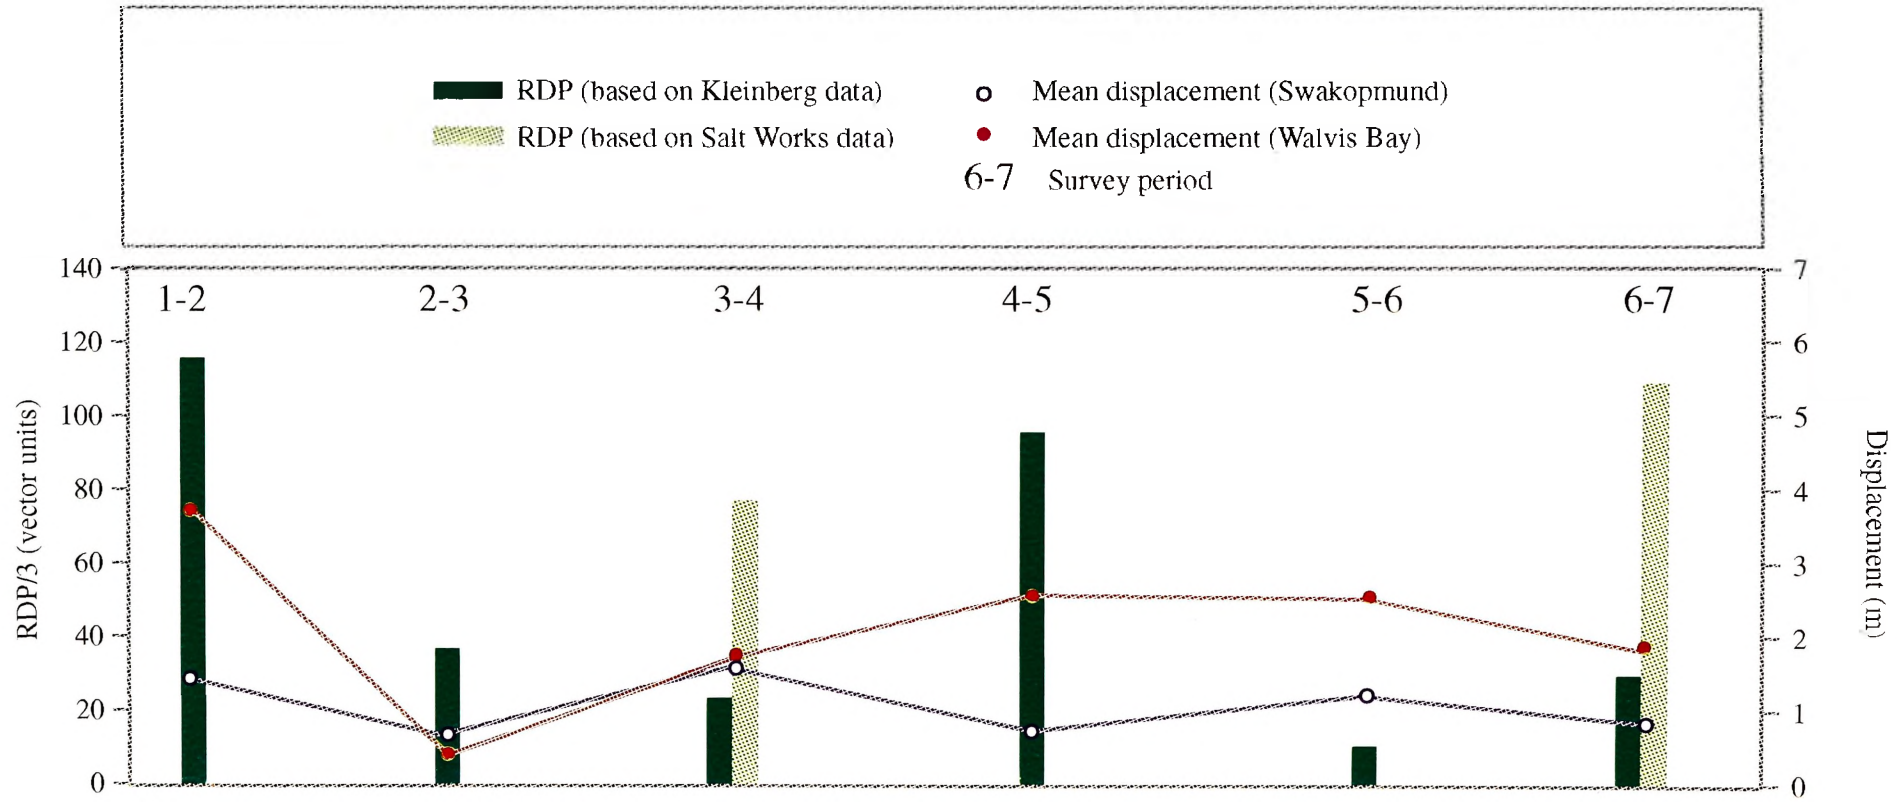 RDP (based on Kleinberg data)
RDP (based on Salt Works data)
Mean displacement (Swakopmund)
Mean displacement (Walvis Bay)
6-7 Survey period
140
120
100
80
60
40
20
0
RDP/3 (vector units)
1-2 2-3 3-4 4-5 5-6 6-7
7
6
5
4
3
2
1
0
Displacement (m)